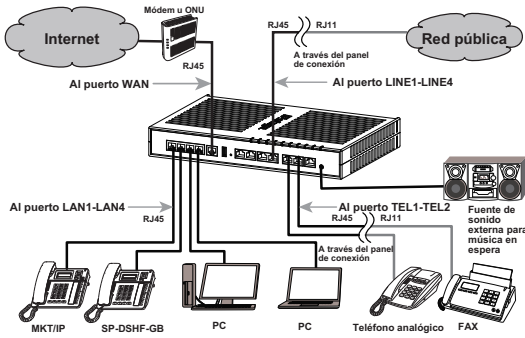 Módem u ONU
Internet
RJ45
RJ45
RJ11
Red pública
A través del panel
de conexión
Al puerto WAN
Al puerto LINE1-LINE4
Al puerto LAN1-LAN4
RJ45
Al puerto TEL1-TEL2
RJ45
RJ11
A través del panel
de conexión
Fuente de
sonido
externa para
música en
espera
MKT/IP
SP-DSHF-GB
PC
PC
Teléfono analógico
FAX